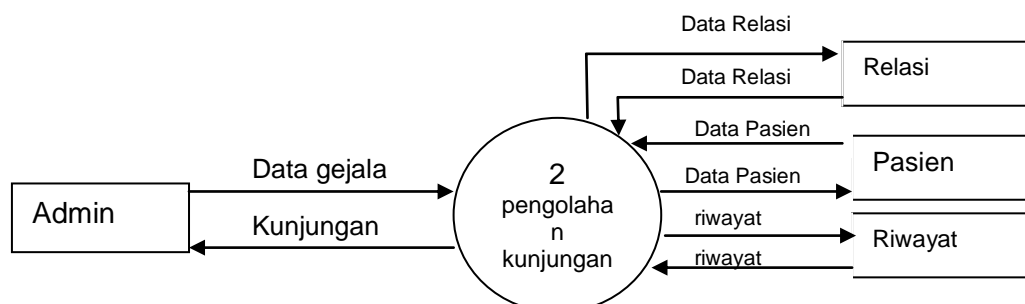 Data Relasi
Relasi
Data Relasi
Data Pasien
Pasien
Data Pasien
Data gejala
Admin
Kunjungan
2
pengolaha
n
kunjungan
riwayat
Riwayat
riwayat